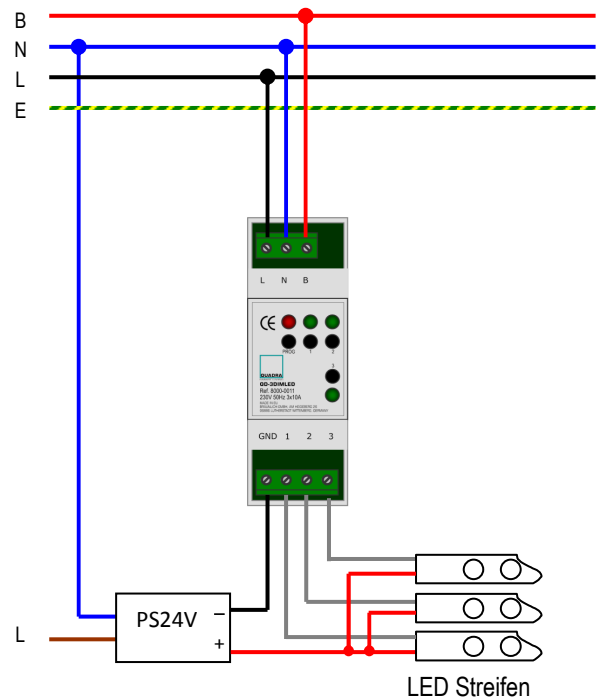 B
N
L
E
L N B
CE
PROG 1 2
3
QUADRA
QD-3DIMLED
Ref. 8000-0011
230V 50Hz 3x10A
GND 1 2 3
PS24V
−
+
L
LED Streifen